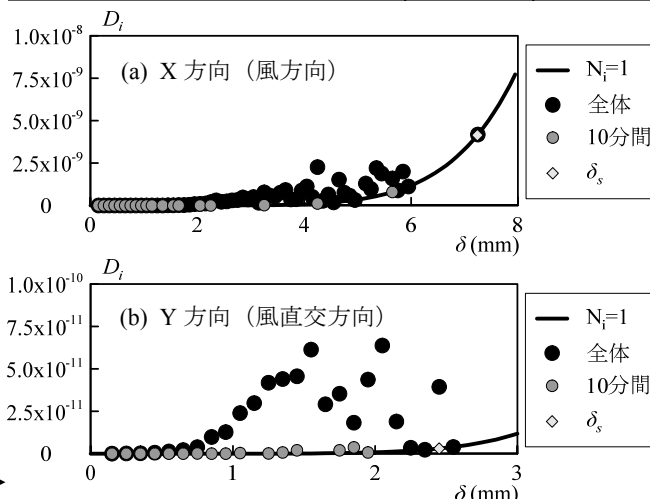 D_i
1.0x10^-8
7.5x10^-9
5.0x10^-9
2.5x10^-9
0
(a) X 方向（風方向）
0 2 4 6 8
δ (mm)
N_i=1
全体
10分間
δ_s
D_i
1.0x10^-10
7.5x10^-11
5.0x10^-11
2.5x10^-11
0
(b) Y 方向（風直交方向）
0 1 2 3
δ (mm)
N_i=1
全体
10分間
δ_s